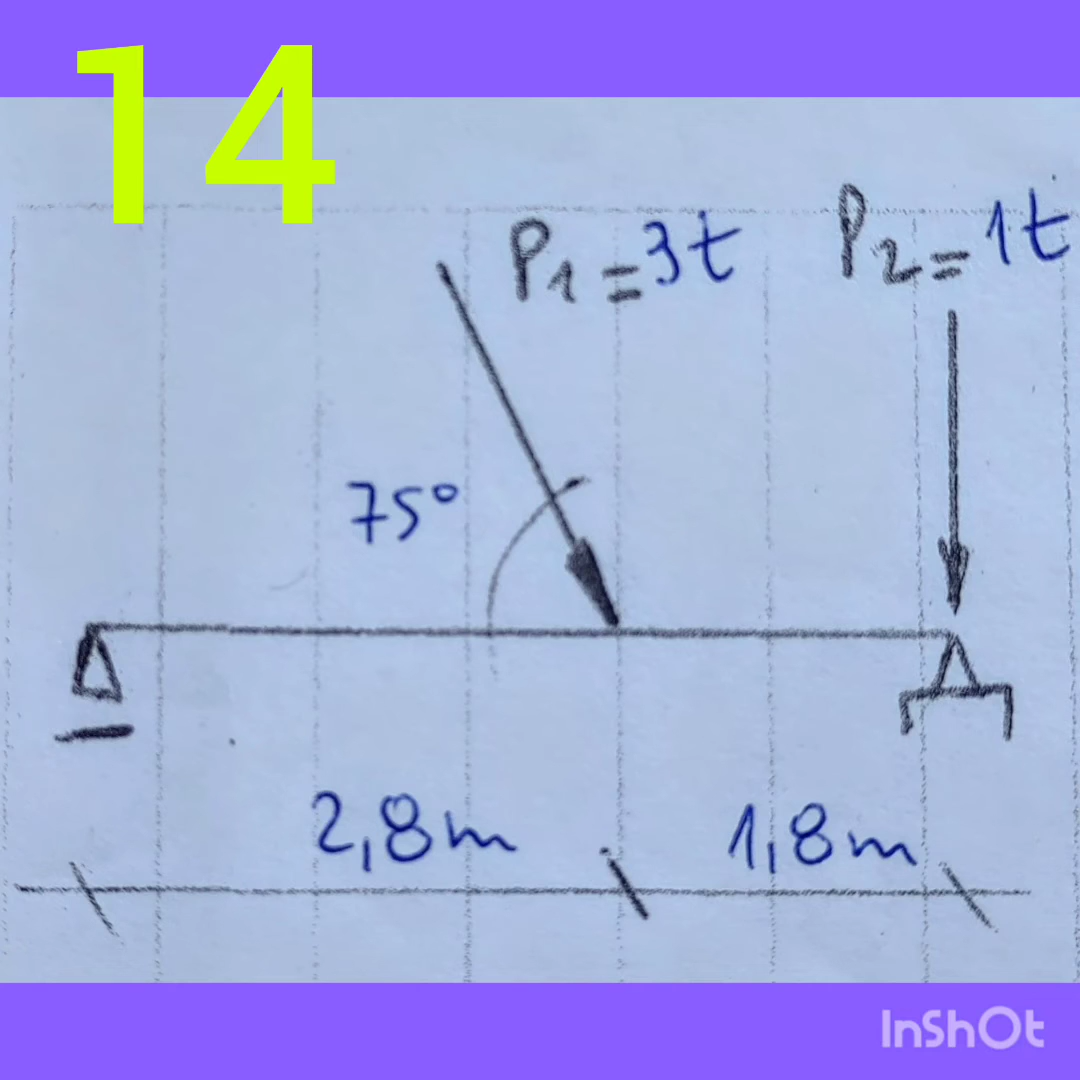 14
P1 = 3t
P2 = 1t
75°
2,8m
1,8m
InShOt